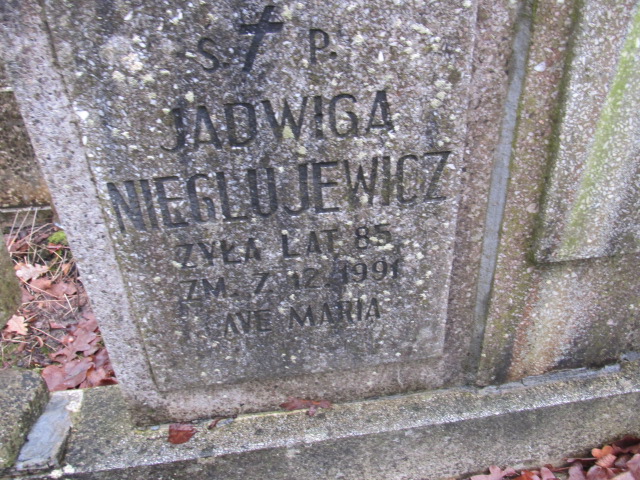 Ś. P.
JADWIGA
NIEGLUJEWICZ
ŻYŁA LAT 85
ZM. 7.12.1991
AVE MARIA